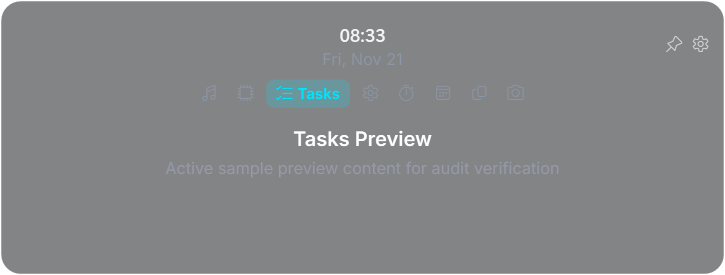 08:33
Fri, Nov 21
Tasks
Tasks Preview
Active sample preview content for audit verification